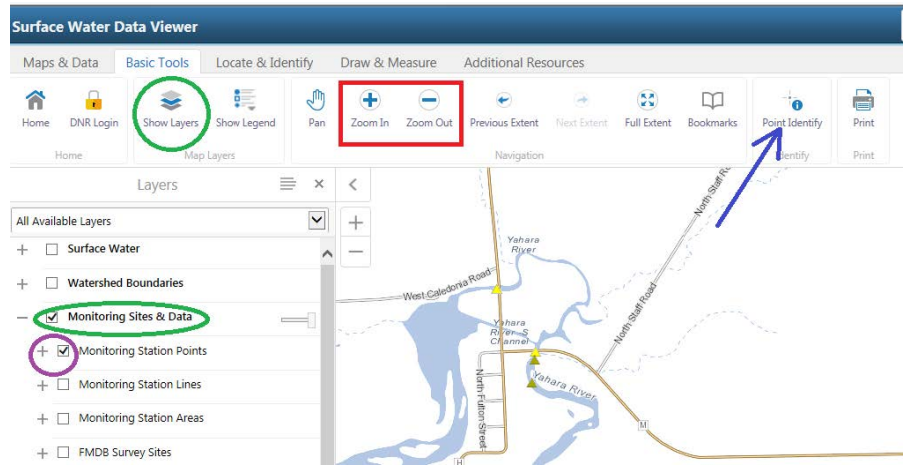 Surface Water Data Viewer
Maps & Data Basic Tools Locate & Identify Draw & Measure Additional Resources
Home DNR Login Show Layers Show Legend Pan Zoom In Zoom Out Previous Extent Next Extent Full Extent Bookmarks Point Identify Print
Home Map Layers Navigation Identify Print
Layers
All Available Layers
Surface Water
Watershed Boundaries
Monitoring Sites & Data
Monitoring Station Points
Monitoring Station Lines
Monitoring Station Areas
FMDB Survey Sites
North Staff Rd
Yahara
River
West Caledonia Road
North Staff Road
Yahara
River S
Channel
Yahara River
North Fulton Street
M
H